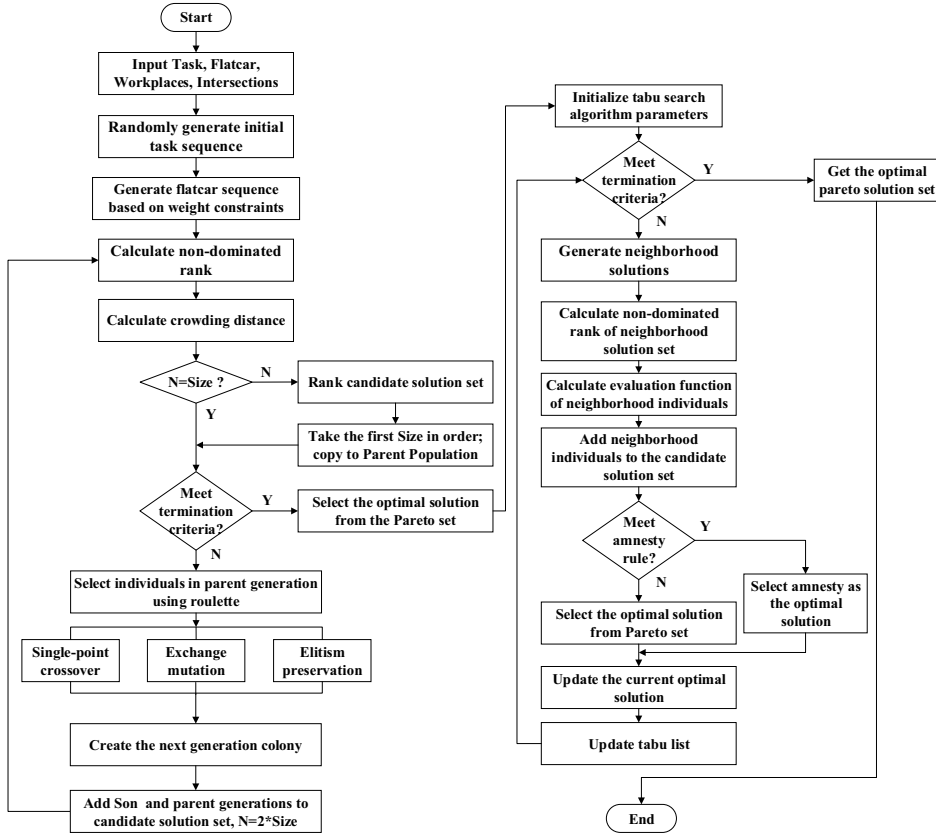 Start
Input Task, Flatcar,
Workplaces, Intersections
Randomly generate initial
task sequence
Generate flatcar sequence
based on weight constraints
Calculate non-dominated
rank
Calculate crowding distance
N=Size ?
N
Y
Rank candidate solution set
Take the first Size in order;
copy to Parent Population
Meet
termination
criteria?
Y
N
Select the optimal solution
from the Pareto set
Select individuals in parent generation
using roulette
Single-point
crossover
Exchange
mutation
Elitism
preservation
Create the next generation colony
Add Son and parent generations to
candidate solution set, N=2*Size
Initialize tabu search
algorithm parameters
Meet
termination
criteria?
Y
N
Get the optimal
pareto solution set
Generate neighborhood
solutions
Calculate non-dominated
rank of neighborhood
solution set
Calculate evaluation function
of neighborhood individuals
Add neighborhood
individuals to the candidate
solution set
Meet
amnesty
rule?
Y
N
Select amnesty as
the optimal
solution
Select the optimal solution
from Pareto set
Update the current optimal
solution
Update tabu list
End